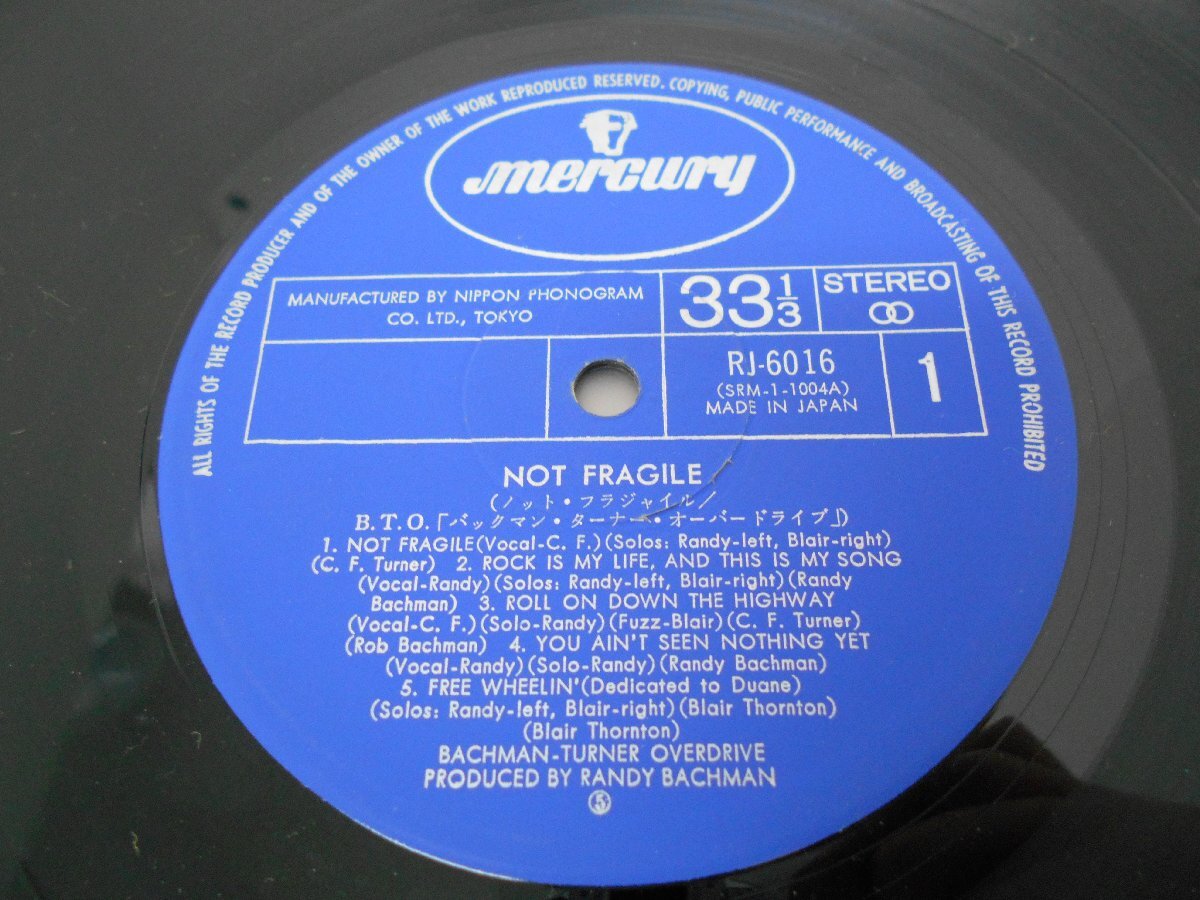 ALL RIGHTS OF THE RECORD PRODUCER AND OF THE OWNER OF THE WORK REPRODUCED RESERVED. COPYING, PUBLIC PERFORMANCE AND BROADCASTING OF THIS RECORD PROHIBITED
mercury
MANUFACTURED BY NIPPON PHONOGRAM
CO. LTD., TOKYO
33 1/3
STEREO
RJ-6016
(SRM-1-1004A)
MADE IN JAPAN
1
NOT FRAGILE
(ノット・フラジャイル/
B.T.O.「バックマン・ターナー・オーバードライブ」)
1. NOT FRAGILE(Vocal-C. F.)(Solos: Randy-left, Blair-right)
(C. F. Turner) 2. ROCK IS MY LIFE, AND THIS IS MY SONG
(Vocal-Randy)(Solos: Randy-left, Blair-right)(Randy
Bachman) 3. ROLL ON DOWN THE HIGHWAY
(Vocal-C. F.)(Solo-Randy)(Fuzz-Blair)(C. F. Turner)
(Rob Bachman) 4. YOU AIN'T SEEN NOTHING YET
(Vocal-Randy)(Solo-Randy)(Randy Bachman)
5. FREE WHEELIN'(Dedicated to Duane)
(Solos: Randy-left, Blair-right)(Blair Thornton)
(Blair Thornton)
BACHMAN-TURNER OVERDRIVE
PRODUCED BY RANDY BACHMAN
⑤